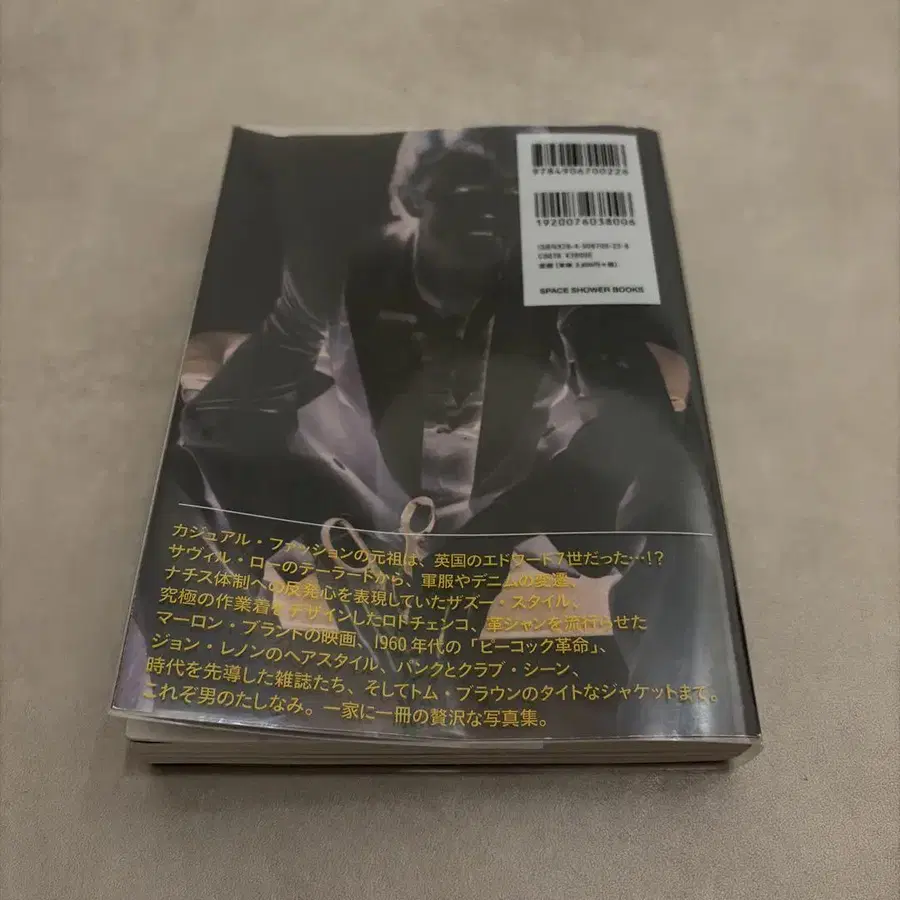 9784906700226
1920076038006
ISBN978-4-906700-22-6
C0076 ¥3800E
定価(本体 3,800円+税)
SPACE SHOWER BOOKS
カジュアル・ファッションの元祖は、英国のエドワード7世だった…!?
サヴィル・ローのテーラードから、軍服やデニムの変遷、
ナチス体制への反発心を表現していたザズー・スタイル、
究極の作業着をデザインしたロトチェンコ、革ジャンを流行らせた
マーロン・ブランドの映画、1960年代の「ピーコック革命」、
ジョン・レノンのヘアスタイル、パンクとクラブ・シーン、
時代を先導した雑誌たち、そしてトム・ブラウンのタイトなジャケットまで。
これぞ男のたしなみ。一家に一冊の贅沢な写真集。